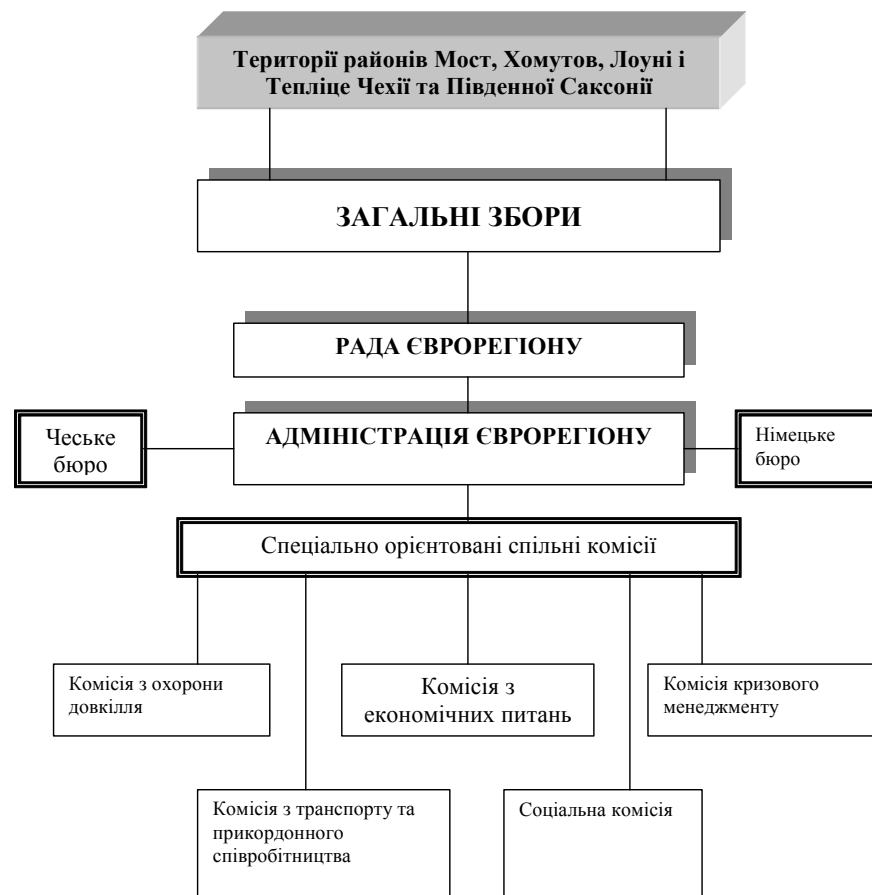 Території районів Мост, Хомутов, Лоуні і
Тепліце Чехії та Південної Саксонії
ЗАГАЛЬНІ ЗБОРИ
РАДА ЄВРОРЕГІОНУ
Чеське
бюро
АДМІНІСТРАЦІЯ ЄВРОРЕГІОНУ
Німецьке
бюро
Спеціально орієнтовані спільні комісії
Комісія з охорони
довкілля
Комісія з
економічних питань
Комісія кризового
менеджменту
Комісія з транспорту та
прикордонного
співробітництва
Соціальна комісія